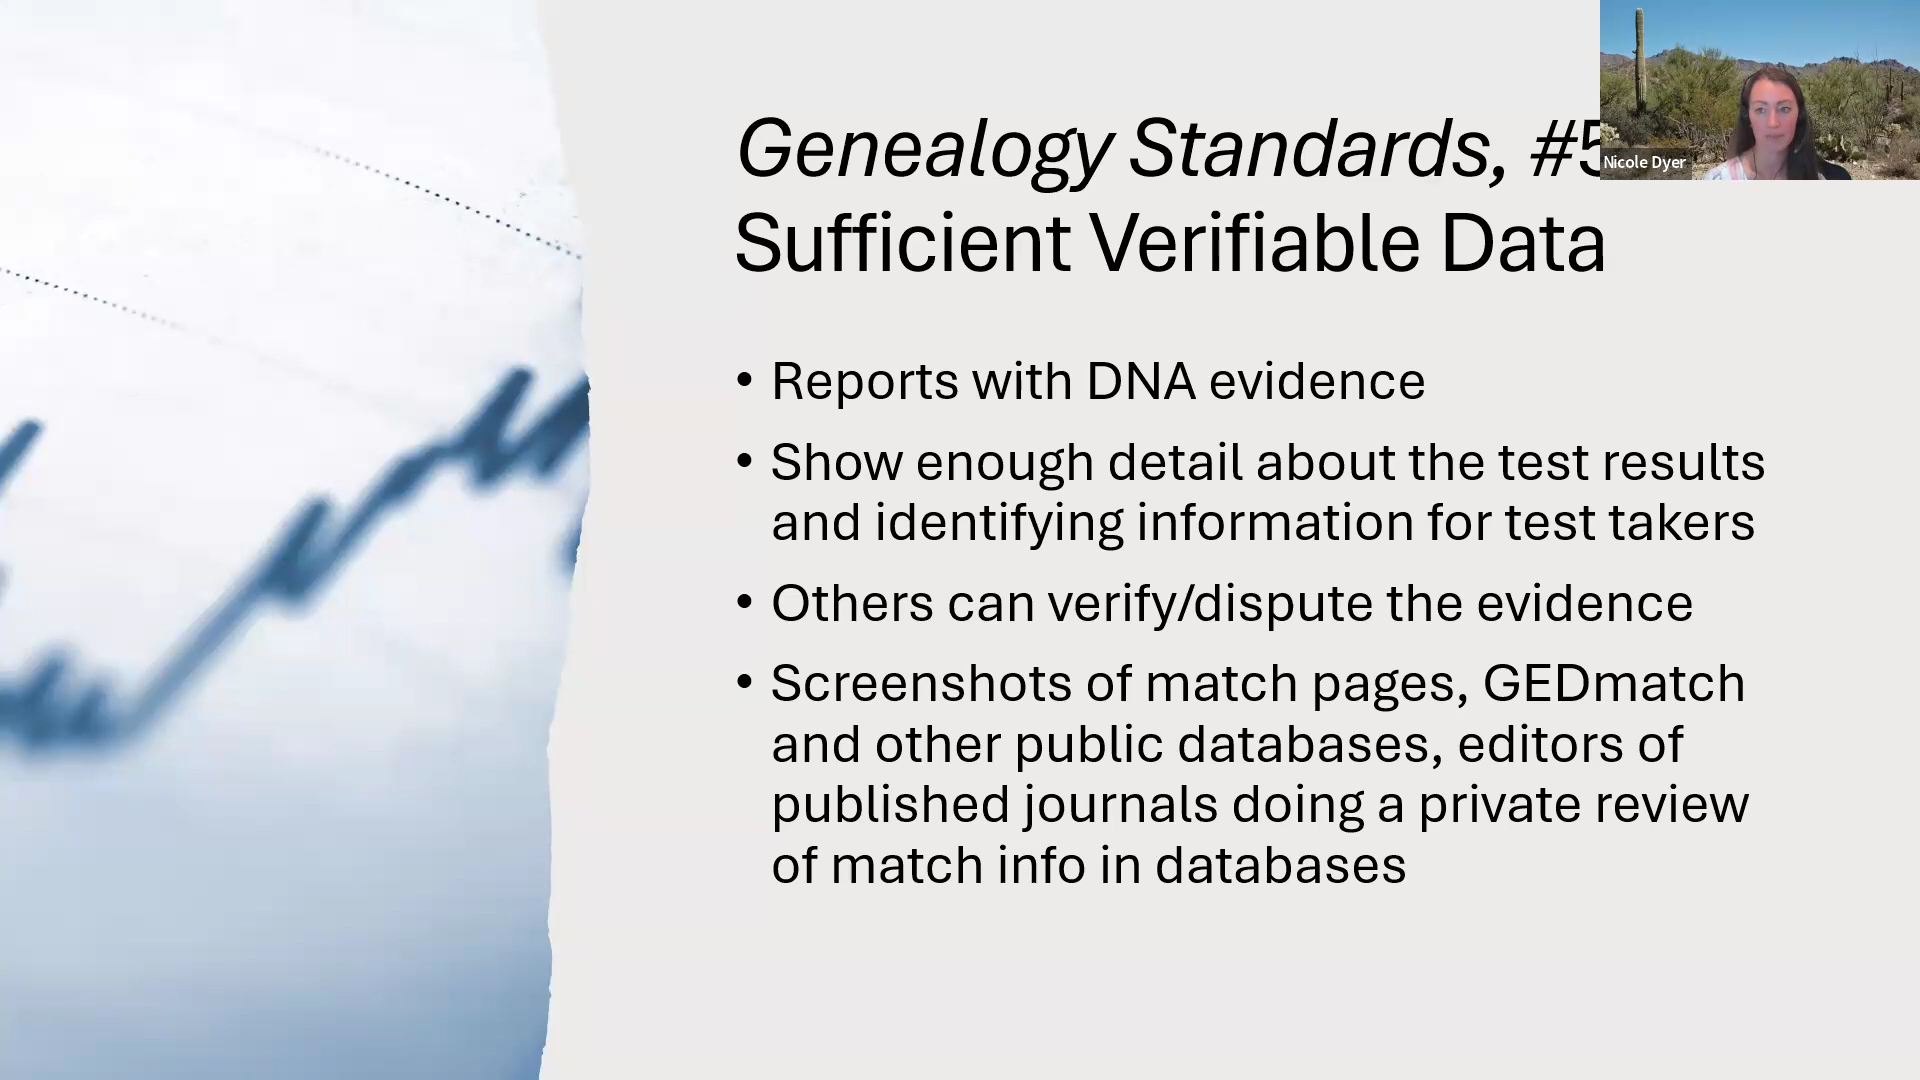 Genealogy Standards, #5
Sufficient Verifiable Data
Nicole Dyer
• Reports with DNA evidence
• Show enough detail about the test results
and identifying information for test takers
• Others can verify/dispute the evidence
• Screenshots of match pages, GEDmatch
and other public databases, editors of
published journals doing a private review
of match info in databases